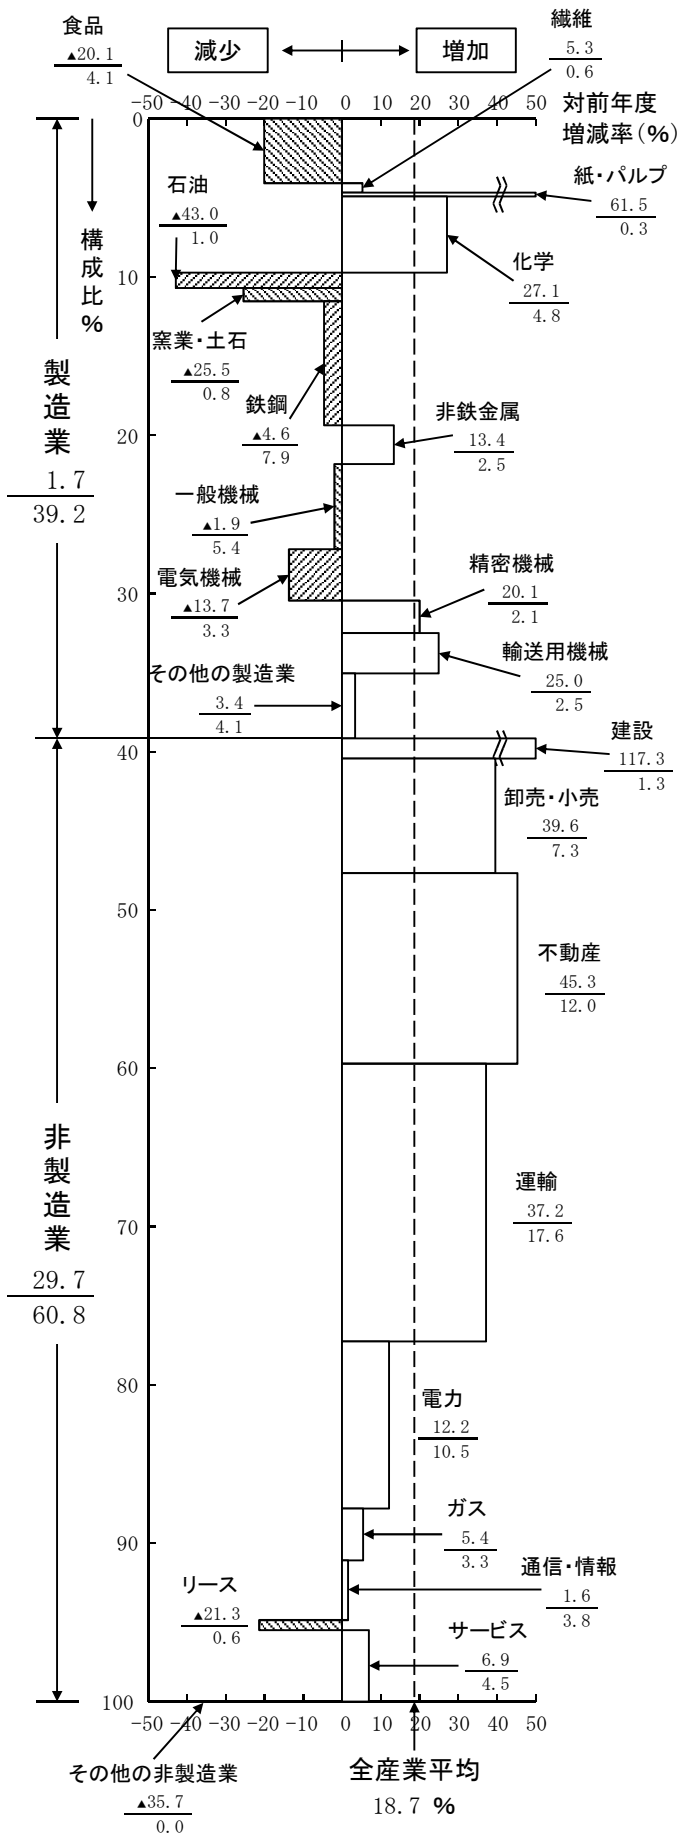 食品
▲20.1
4.1
減少
増加
繊維
5.3
0.6
-50 -40 -30 -20 -10 0 10 20 30 40 50
対前年度
増減率(%)
0
構成比%
石油
▲43.0
1.0
紙・パルプ
61.5
0.3
化学
27.1
4.8
10
窯業・土石
▲25.5
0.8
製造業
1.7
39.2
鉄鋼
▲4.6
7.9
非鉄金属
13.4
2.5
20
一般機械
▲1.9
5.4
電気機械
▲13.7
3.3
精密機械
20.1
2.1
30
輸送用機械
25.0
2.5
その他の製造業
3.4
4.1
建設
117.3
1.3
40
卸売・小売
39.6
7.3
50
不動産
45.3
12.0
60
非製造業
29.7
60.8
運輸
37.2
17.6
70
80
電力
12.2
10.5
ガス
5.4
3.3
90
通信・情報
1.6
3.8
リース
▲21.3
0.6
サービス
6.9
4.5
100
-50 -40 -30 -20 -10 0 10 20 30 40 50
その他の非製造業
▲35.7
0.0
全産業平均
18.7 %